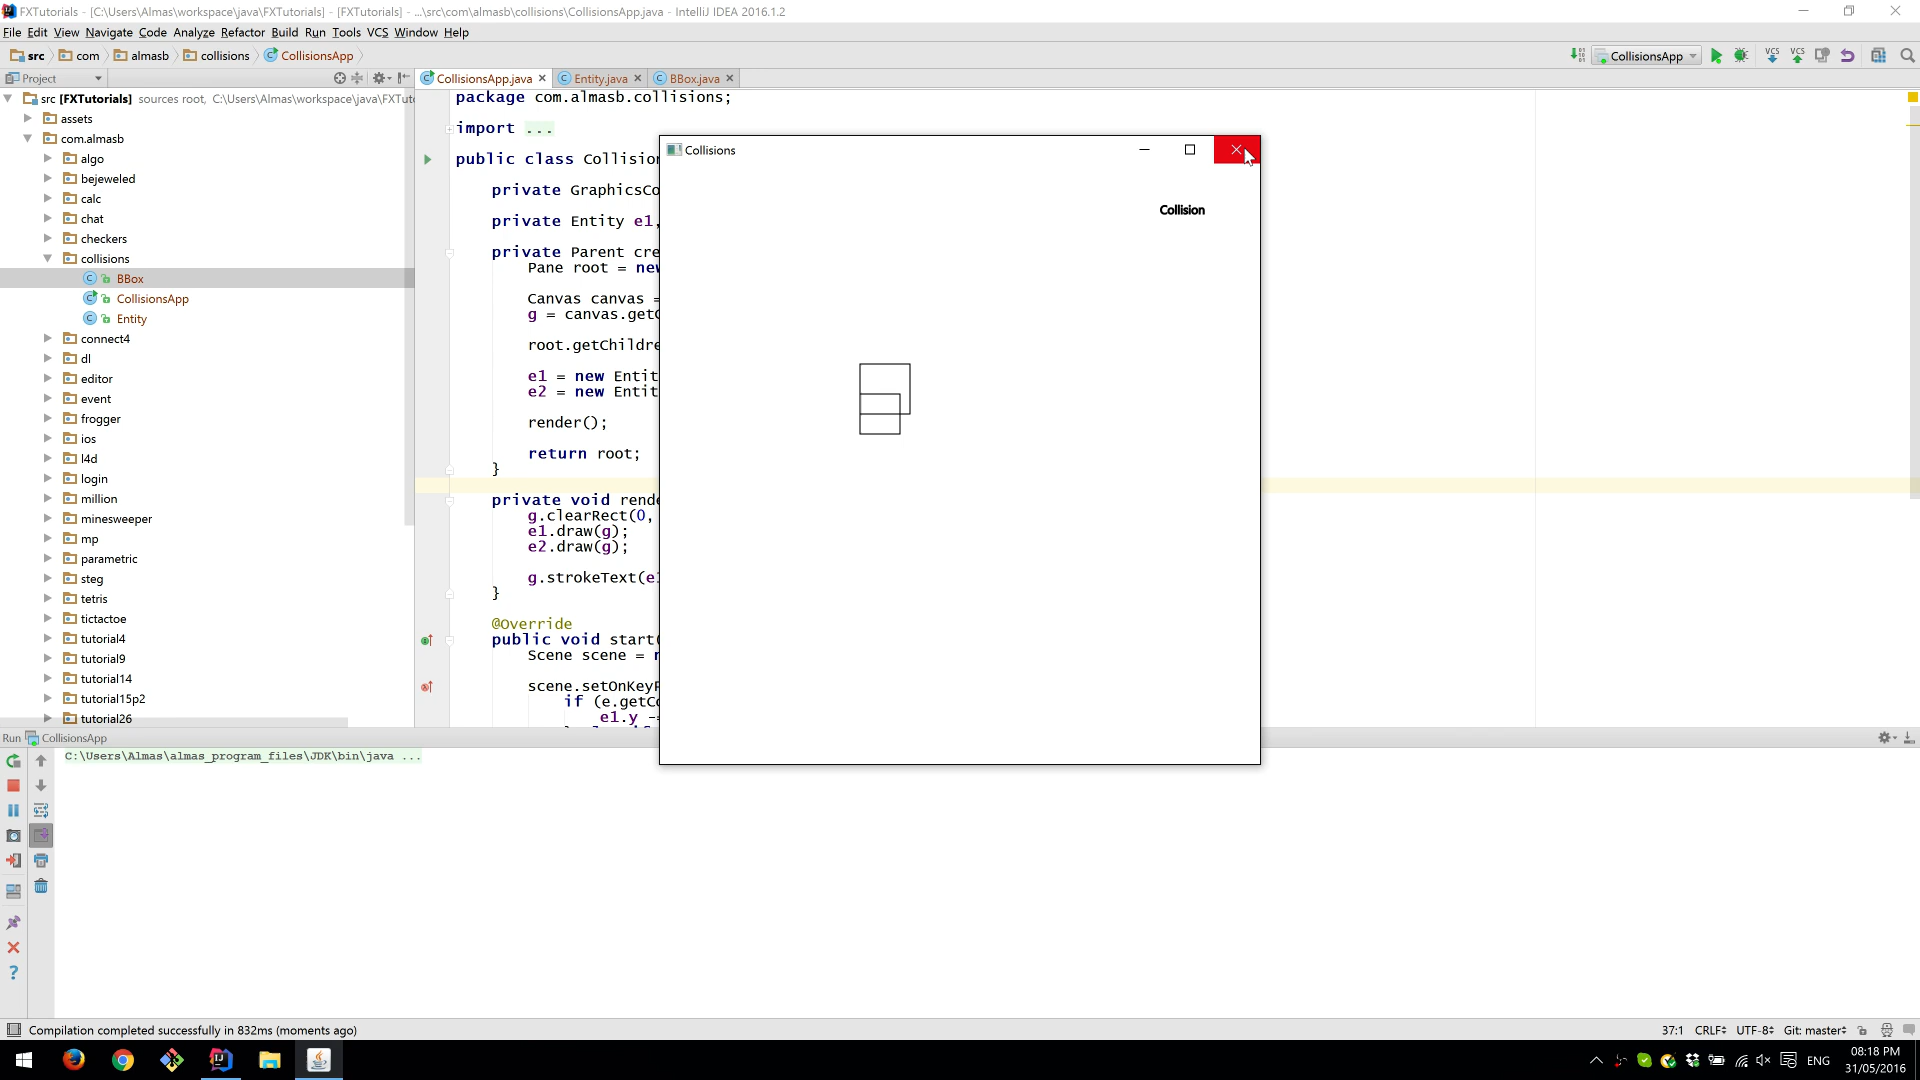 FXTutorials - [C:\Users\Almas\workspace\java\FXTutorials] - [FXTutorials] - ...\src\com\almasb\collisions\CollisionsApp.java - IntelliJ IDEA 2016.1.2
File Edit View Navigate Code Analyze Refactor Build Run Tools VCS Window Help
src com almasb collisions CollisionsApp
CollisionsApp
VCS VCS
Project
CollisionsApp.java Entity.java BBox.java
src [FXTutorials] sources root, C:\Users\Almas\workspace\java\FXTuto
assets
com.almasb
algo
bejeweled
calc
chat
checkers
collisions
BBox
CollisionsApp
Entity
connect4
dl
editor
event
frogger
ios
l4d
login
million
minesweeper
mp
parametric
steg
tetris
tictactoe
tutorial4
tutorial9
tutorial14
tutorial15p2
tutorial26
package com.almasb.collisions;
import ...
public class Collision
private GraphicsCo
private Entity e1,
private Parent cre
Pane root = new
Canvas canvas =
g = canvas.getG
root.getChildre
e1 = new Entit
e2 = new Entit
render();
return root;
}
private void rende
g.clearRect(0,
e1.draw(g);
e2.draw(g);
g.strokeText(e1
}
@Override
public void start(
Scene scene = n
scene.setOnKeyP
if (e.getCo
e1.y -=
Collisions
Collision
Run CollisionsApp
C:\Users\Almas\almas_program_files\JDK\bin\java ...
Compilation completed successfully in 832ms (moments ago)
37:1 CRLF UTF-8 Git: master
ENG
08:18 PM
31/05/2016